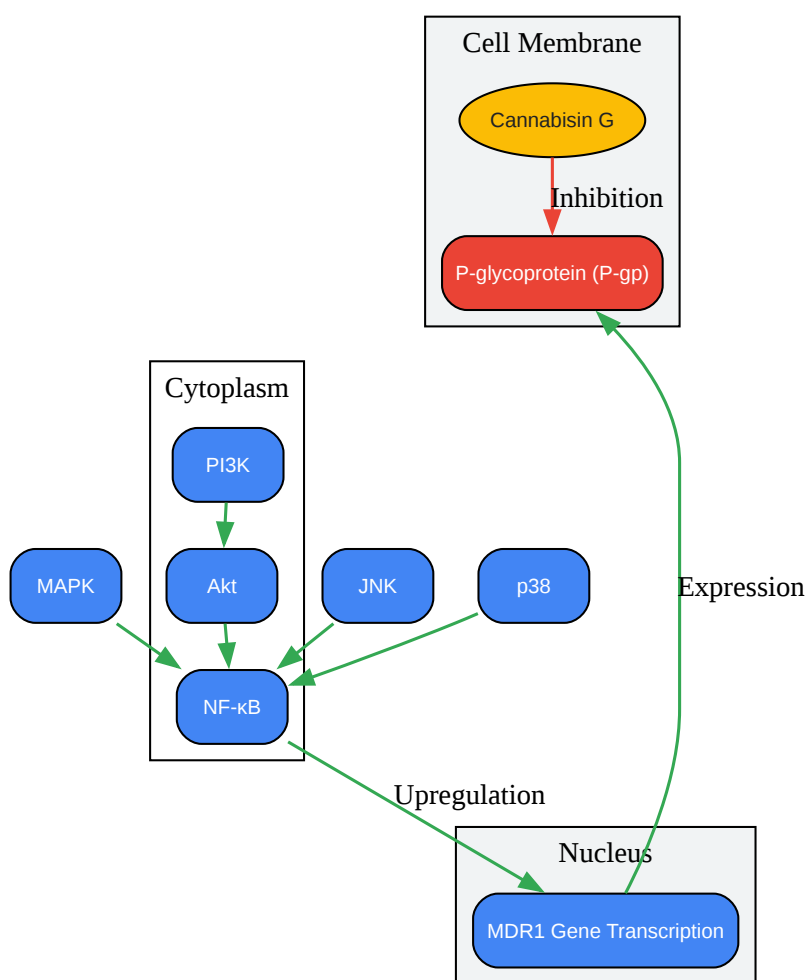 Cell Membrane
Cannabisin G
Inhibition
P-glycoprotein (P-gp)
Cytoplasm
PI3K
MAPK
Akt
JNK
p38
Expression
NF-κB
Upregulation
Nucleus
MDR1 Gene Transcription